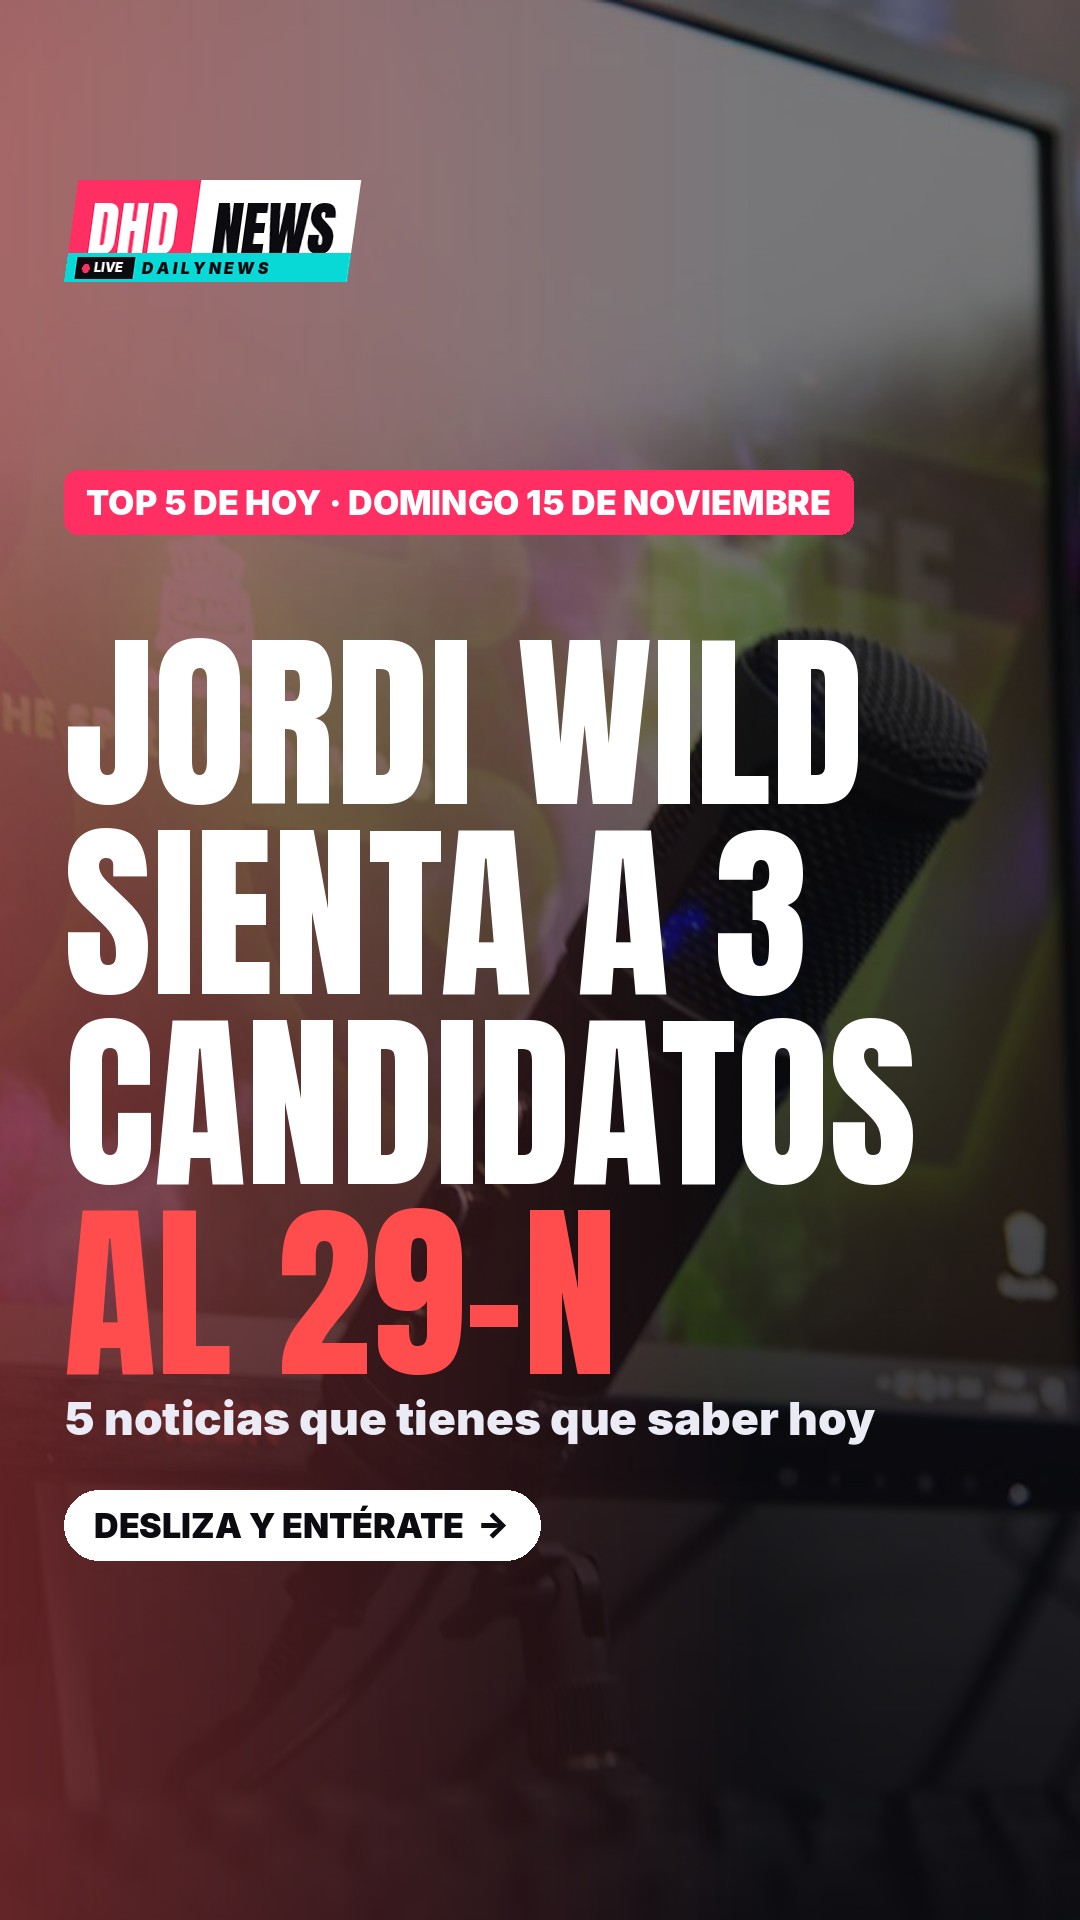 DHD NEWS
LIVE DAILYNEWS
TOP 5 DE HOY · DOMINGO 15 DE NOVIEMBRE
JORDI WILD
SIENTA A 3
CANDIDATOS
AL 29-N
5 noticias que tienes que saber hoy
DESLIZA Y ENTÉRATE →